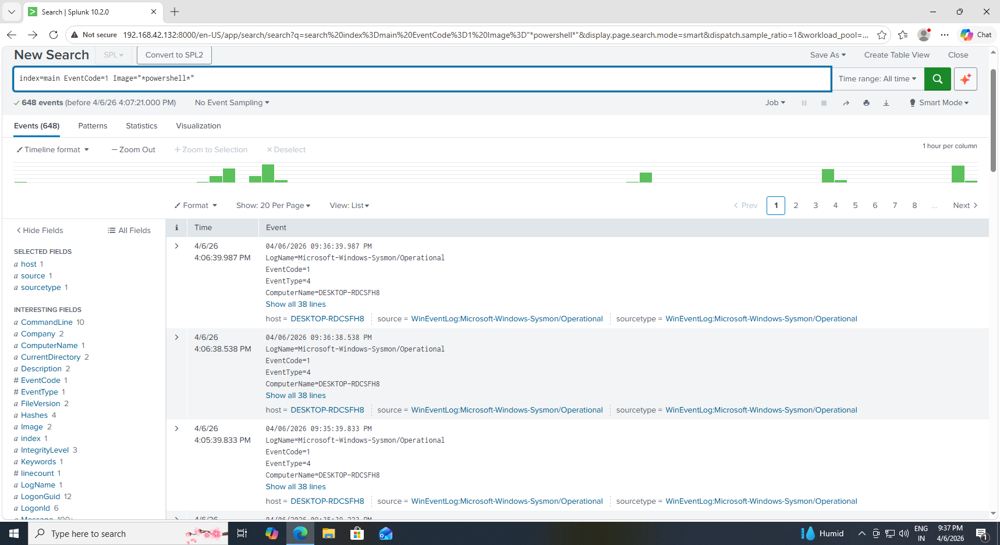 Search | Splunk 10.2.0
Not secure 192.168.42.132:8000/en-US/app/search/search?q=search%20index%3Dmain%20EventCode%3D1%20Image%3D"*powershell*"&display.page.search.mode=smart&dispatch.sample_ratio=1&workload_pool=... Chat
New Search SPL Convert to SPL2 Save As Create Table View Close
index=main EventCode=1 Image="*powershell*" Time range: All time
648 events (before 4/6/26 4:07:21.000 PM) No Event Sampling Job Smart Mode
Events (648) Patterns Statistics Visualization
Timeline format — Zoom Out + Zoom to Selection × Deselect 1 hour per column
Format Show: 20 Per Page View: List < Prev 1 2 3 4 5 6 7 8 ... Next >
< Hide Fields All Fields
SELECTED FIELDS
a host 1
a source 1
a sourcetype 1
INTERESTING FIELDS
a CommandLine 10
a Company 2
a ComputerName 1
a CurrentDirectory 2
a Description 2
# EventCode 1
# EventType 1
a FileVersion 2
a Hashes 4
a Image 2
a index 1
a IntegrityLevel 3
a Keywords 1
# linecount 1
a LogName 1
a LogonGuid 12
a LogonId 6
a Message 100+
i Time Event
> 4/6/26 04/06/2026 09:36:39.987 PM
4:06:39.987 PM LogName=Microsoft-Windows-Sysmon/Operational
EventCode=1
EventType=4
ComputerName=DESKTOP-RDCSFH8
Show all 38 lines
host = DESKTOP-RDCSFH8 source = WinEventLog:Microsoft-Windows-Sysmon/Operational sourcetype = WinEventLog:Microsoft-Windows-Sysmon/Operational
> 4/6/26 04/06/2026 09:36:38.538 PM
4:06:38.538 PM LogName=Microsoft-Windows-Sysmon/Operational
EventCode=1
EventType=4
ComputerName=DESKTOP-RDCSFH8
Show all 38 lines
host = DESKTOP-RDCSFH8 source = WinEventLog:Microsoft-Windows-Sysmon/Operational sourcetype = WinEventLog:Microsoft-Windows-Sysmon/Operational
> 4/6/26 04/06/2026 09:35:39.833 PM
4:05:39.833 PM LogName=Microsoft-Windows-Sysmon/Operational
EventCode=1
EventType=4
ComputerName=DESKTOP-RDCSFH8
Show all 38 lines
host = DESKTOP-RDCSFH8 source = WinEventLog:Microsoft-Windows-Sysmon/Operational sourcetype = WinEventLog:Microsoft-Windows-Sysmon/Operational
4/6/26 04/06/2026 09:35:39.223 PM
Type here to search Humid ENG 9:37 PM
IN 4/6/2026 1